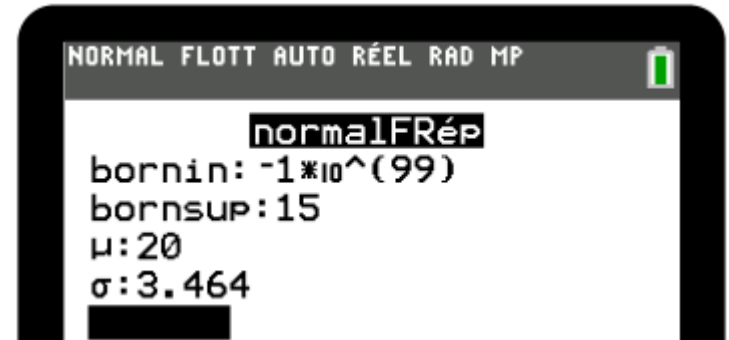 NORMAL FLOTT AUTO RÉEL RAD MP
normalFRép
bornin:-1*10^(99)
bornsup:15
µ:20
σ:3.464